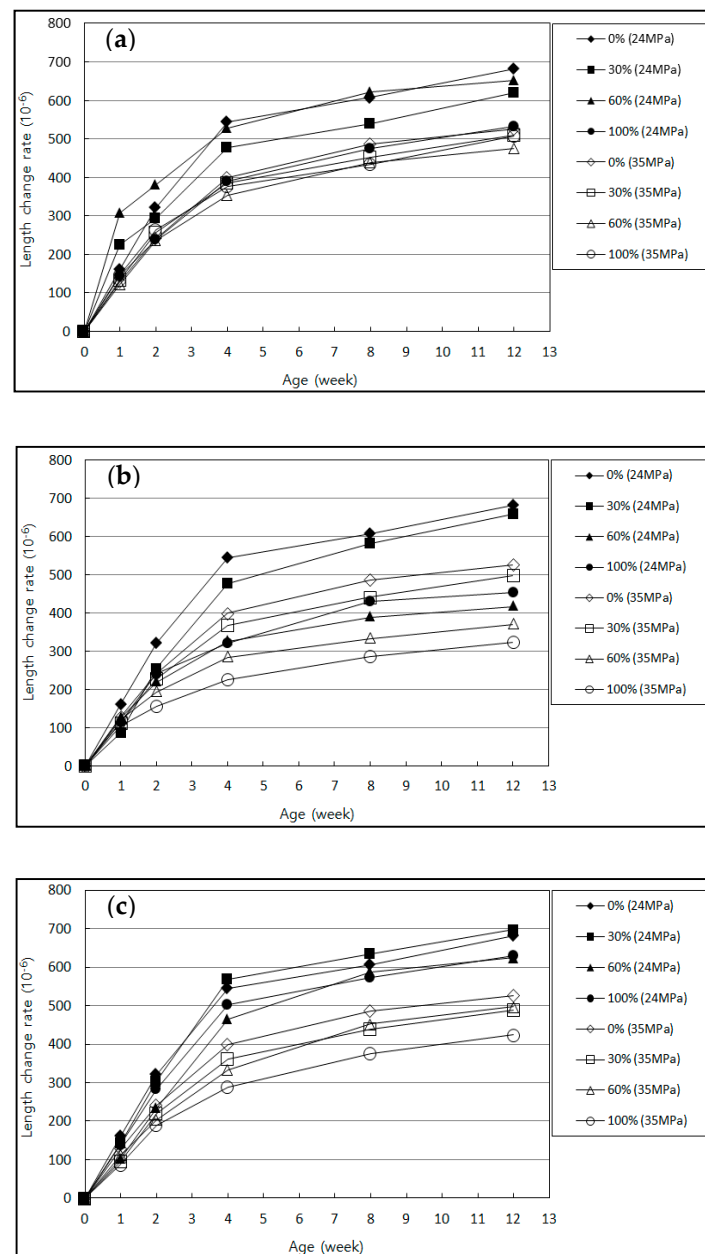 (a)
Length change rate (10-6)
800
700
600
500
400
300
200
100
0
0 1 2 3 4 5 6 7 8 9 10 11 12 13
Age (week)
0% (24MPa)
30% (24MPa)
60% (24MPa)
100% (24MPa)
0% (35MPa)
30% (35MPa)
60% (35MPa)
100% (35MPa)
(b)
Length change rate (10-6)
800
700
600
500
400
300
200
100
0
0 1 2 3 4 5 6 7 8 9 10 11 12 13
Age (week)
0% (24MPa)
30% (24MPa)
60% (24MPa)
100% (24MPa)
0% (35MPa)
30% (35MPa)
60% (35MPa)
100% (35MPa)
(c)
Length change rate (10-6)
800
700
600
500
400
300
200
100
0
0 1 2 3 4 5 6 7 8 9 10 11 12 13
Age (week)
0% (24MPa)
30% (24MPa)
60% (24MPa)
100% (24MPa)
0% (35MPa)
30% (35MPa)
60% (35MPa)
100% (35MPa)